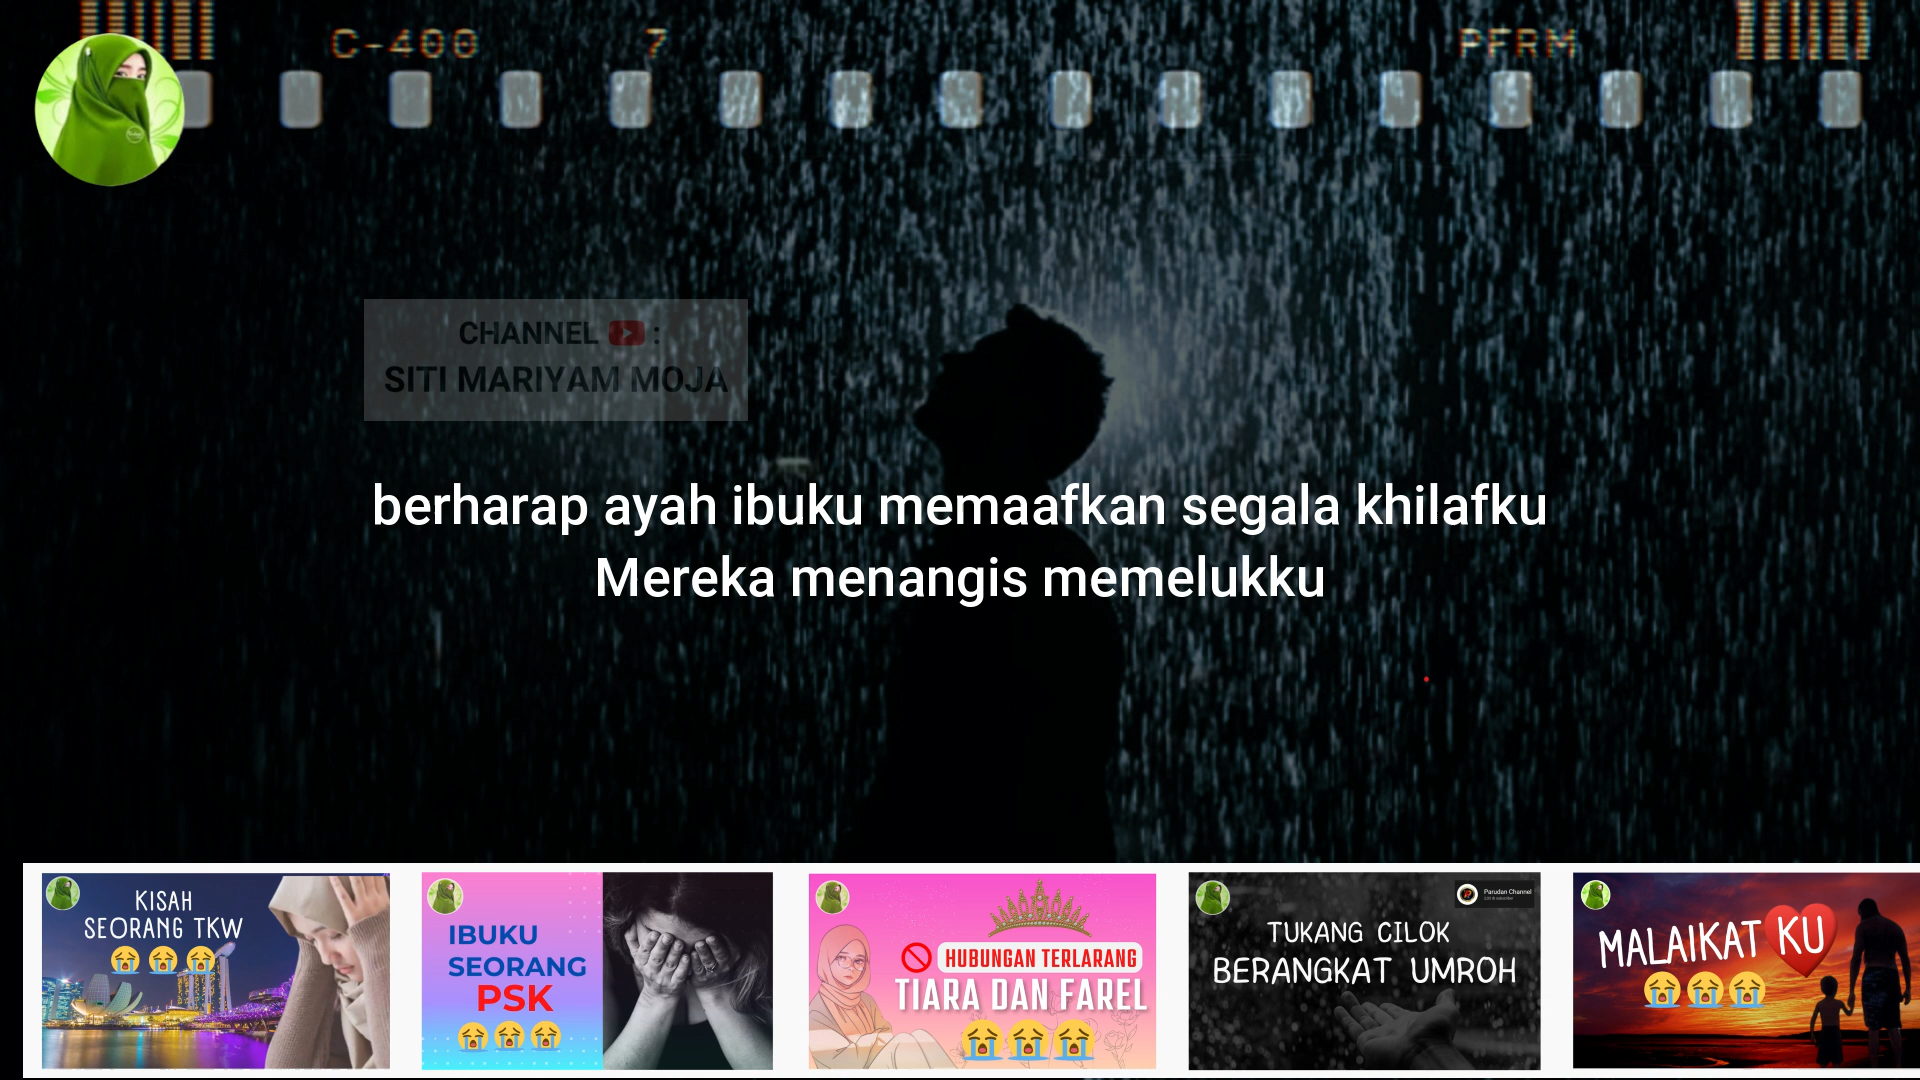 C-400 7 PFRM
CHANNEL :
SITI MARIYAM MOJA
berharap ayah ibuku memaafkan segala khilafku
Mereka menangis memelukku
KISAH
SEORANG TKW
IBUKU
SEORANG
PSK
HUBUNGAN TERLARANG
TIARA DAN FAREL
Parudan Channel
TUKANG CILOK
BERANGKAT UMROH
MALAIKAT KU